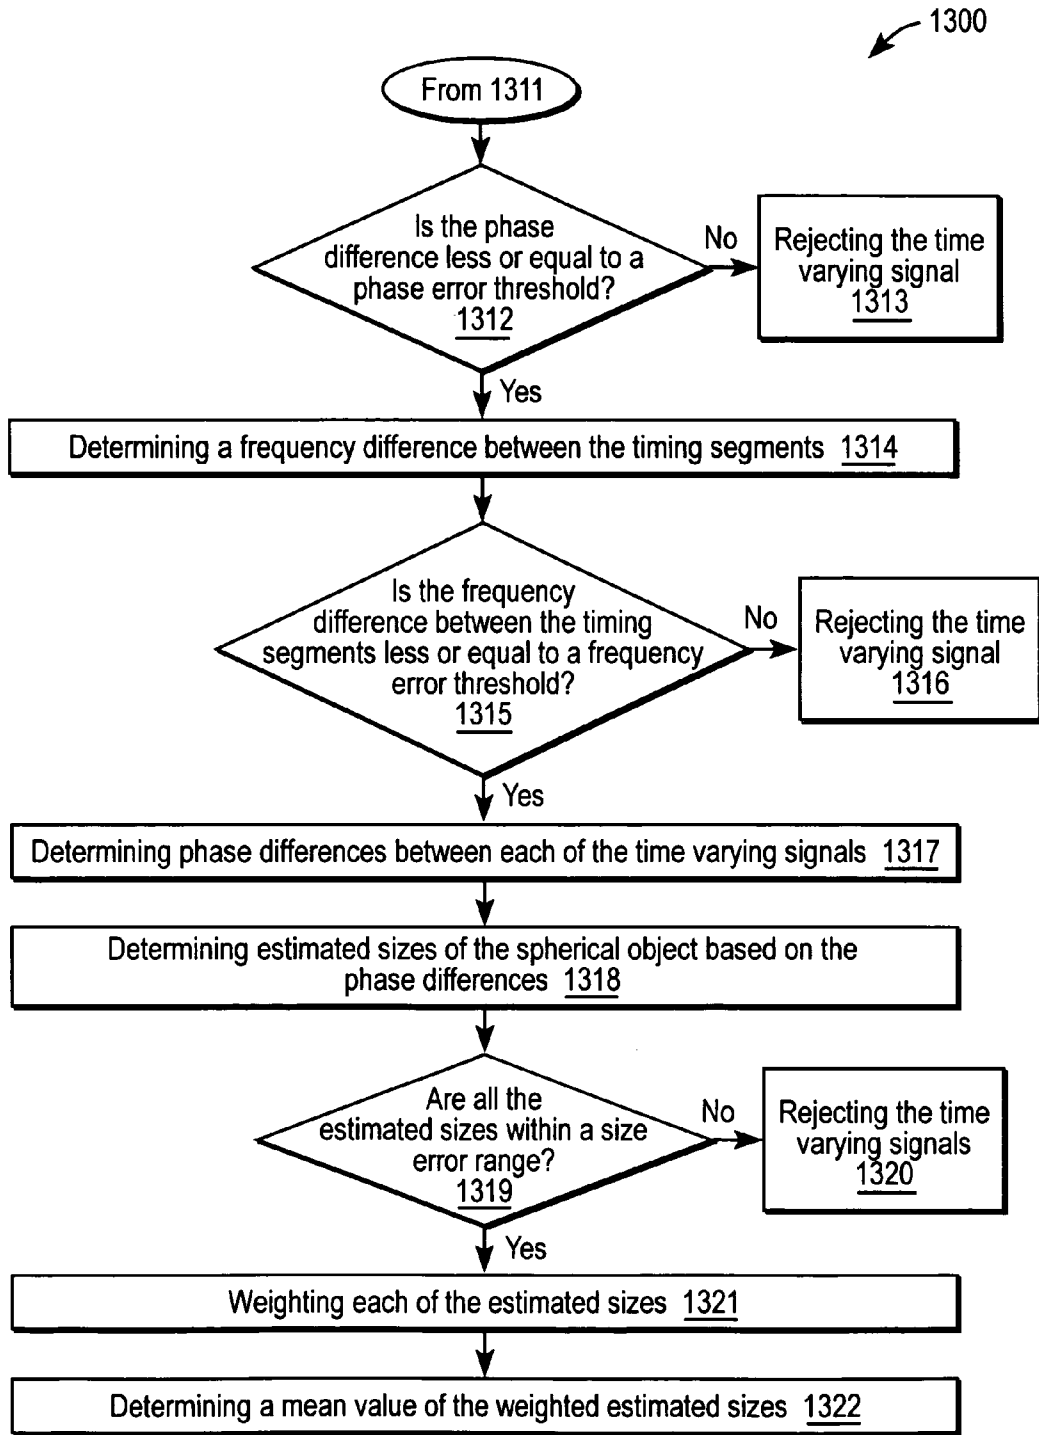 1300
From 1311
Is the phase
difference less or equal to a
phase error threshold?
1312
No
Rejecting the time
varying signal
1313
Yes
Determining a frequency difference between the timing segments 1314
Is the frequency
difference between the timing
segments less or equal to a frequency
error threshold?
1315
No
Rejecting the time
varying signal
1316
Yes
Determining phase differences between each of the time varying signals 1317
Determining estimated sizes of the spherical object based on the
phase differences 1318
Are all the
estimated sizes within a size
error range?
1319
No
Rejecting the time
varying signals
1320
Yes
Weighting each of the estimated sizes 1321
Determining a mean value of the weighted estimated sizes 1322